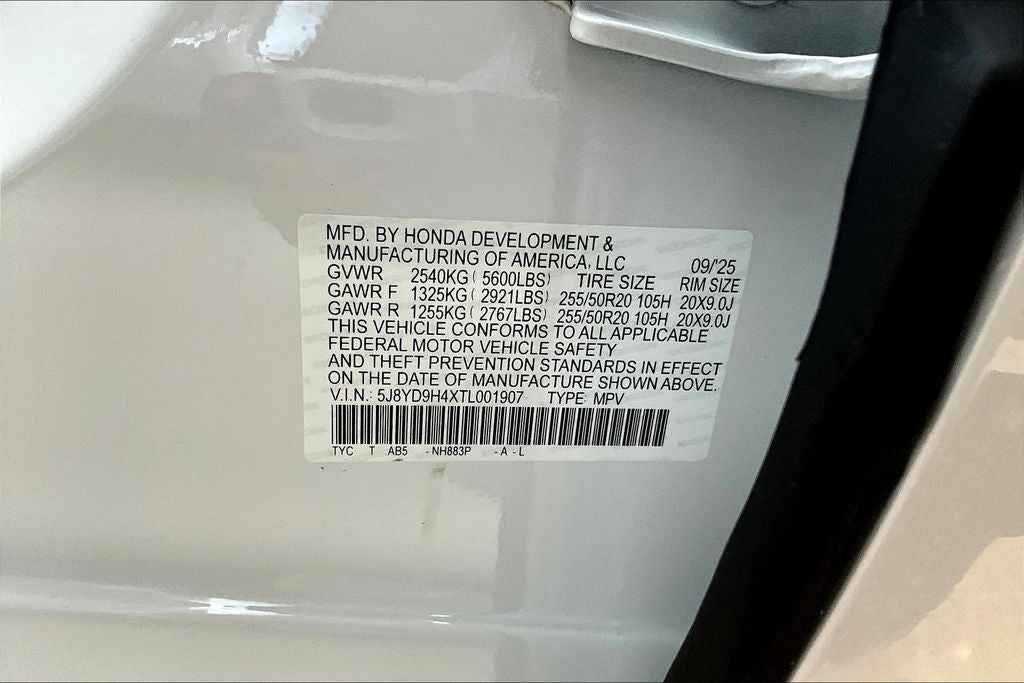 MFD. BY HONDA DEVELOPMENT &
MANUFACTURING OF AMERICA, LLC 09/'25
GVWR 2540KG ( 5600LBS) TIRE SIZE RIM SIZE
GAWR F 1325KG ( 2921LBS) 255/50R20 105H 20X9.0J
GAWR R 1255KG ( 2767LBS) 255/50R20 105H 20X9.0J
THIS VEHICLE CONFORMS TO ALL APPLICABLE
FEDERAL MOTOR VEHICLE SAFETY
AND THEFT PREVENTION STANDARDS IN EFFECT
ON THE DATE OF MANUFACTURE SHOWN ABOVE.
V.I.N.: 5J8YD9H4XTL001907 TYPE: MPV
TYC T AB5 -NH883P -A -L